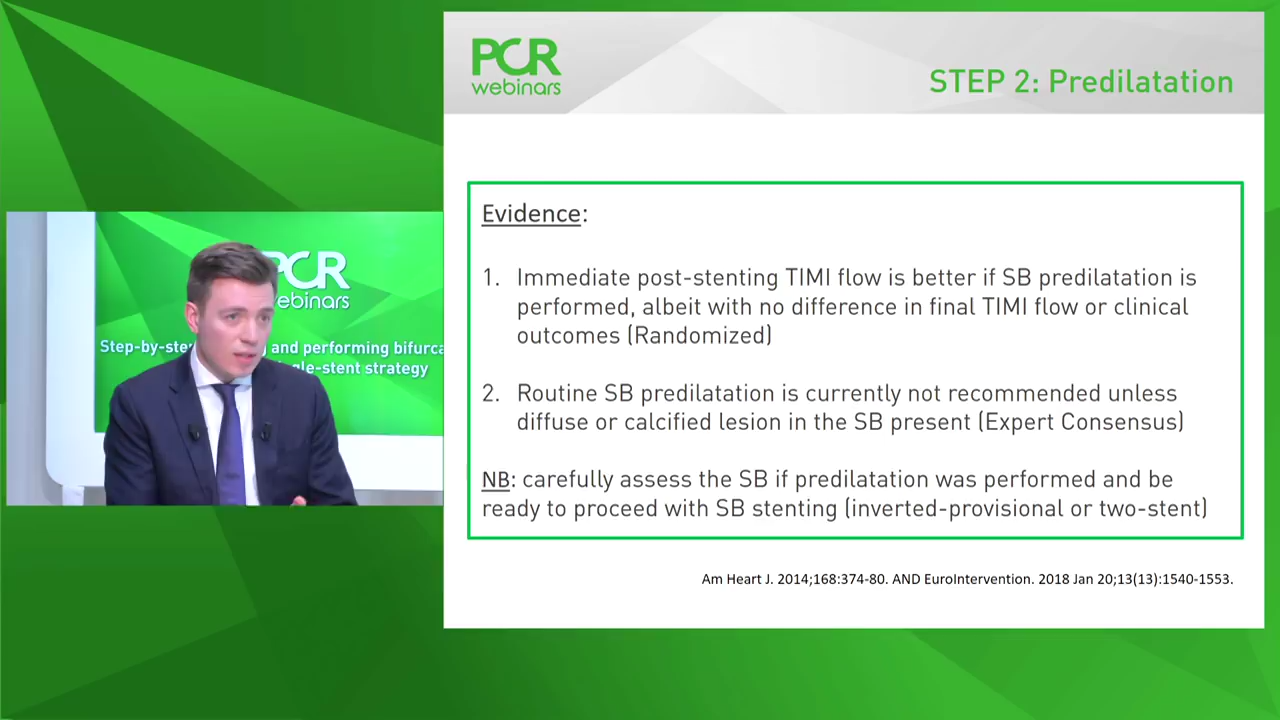 PCR
webinars
STEP 2: Predilatation
Evidence:
1. Immediate post-stenting TIMI flow is better if SB predilatation is
performed, albeit with no difference in final TIMI flow or clinical
outcomes (Randomized)
2. Routine SB predilatation is currently not recommended unless
diffuse or calcified lesion in the SB present (Expert Consensus)
NB: carefully assess the SB if predilatation was performed and be
ready to proceed with SB stenting (inverted-provisional or two-stent)
Am Heart J. 2014;168:374-80. AND EuroIntervention. 2018 Jan 20;13(13):1540-1553.
PCR
webinars
and performing
strategy